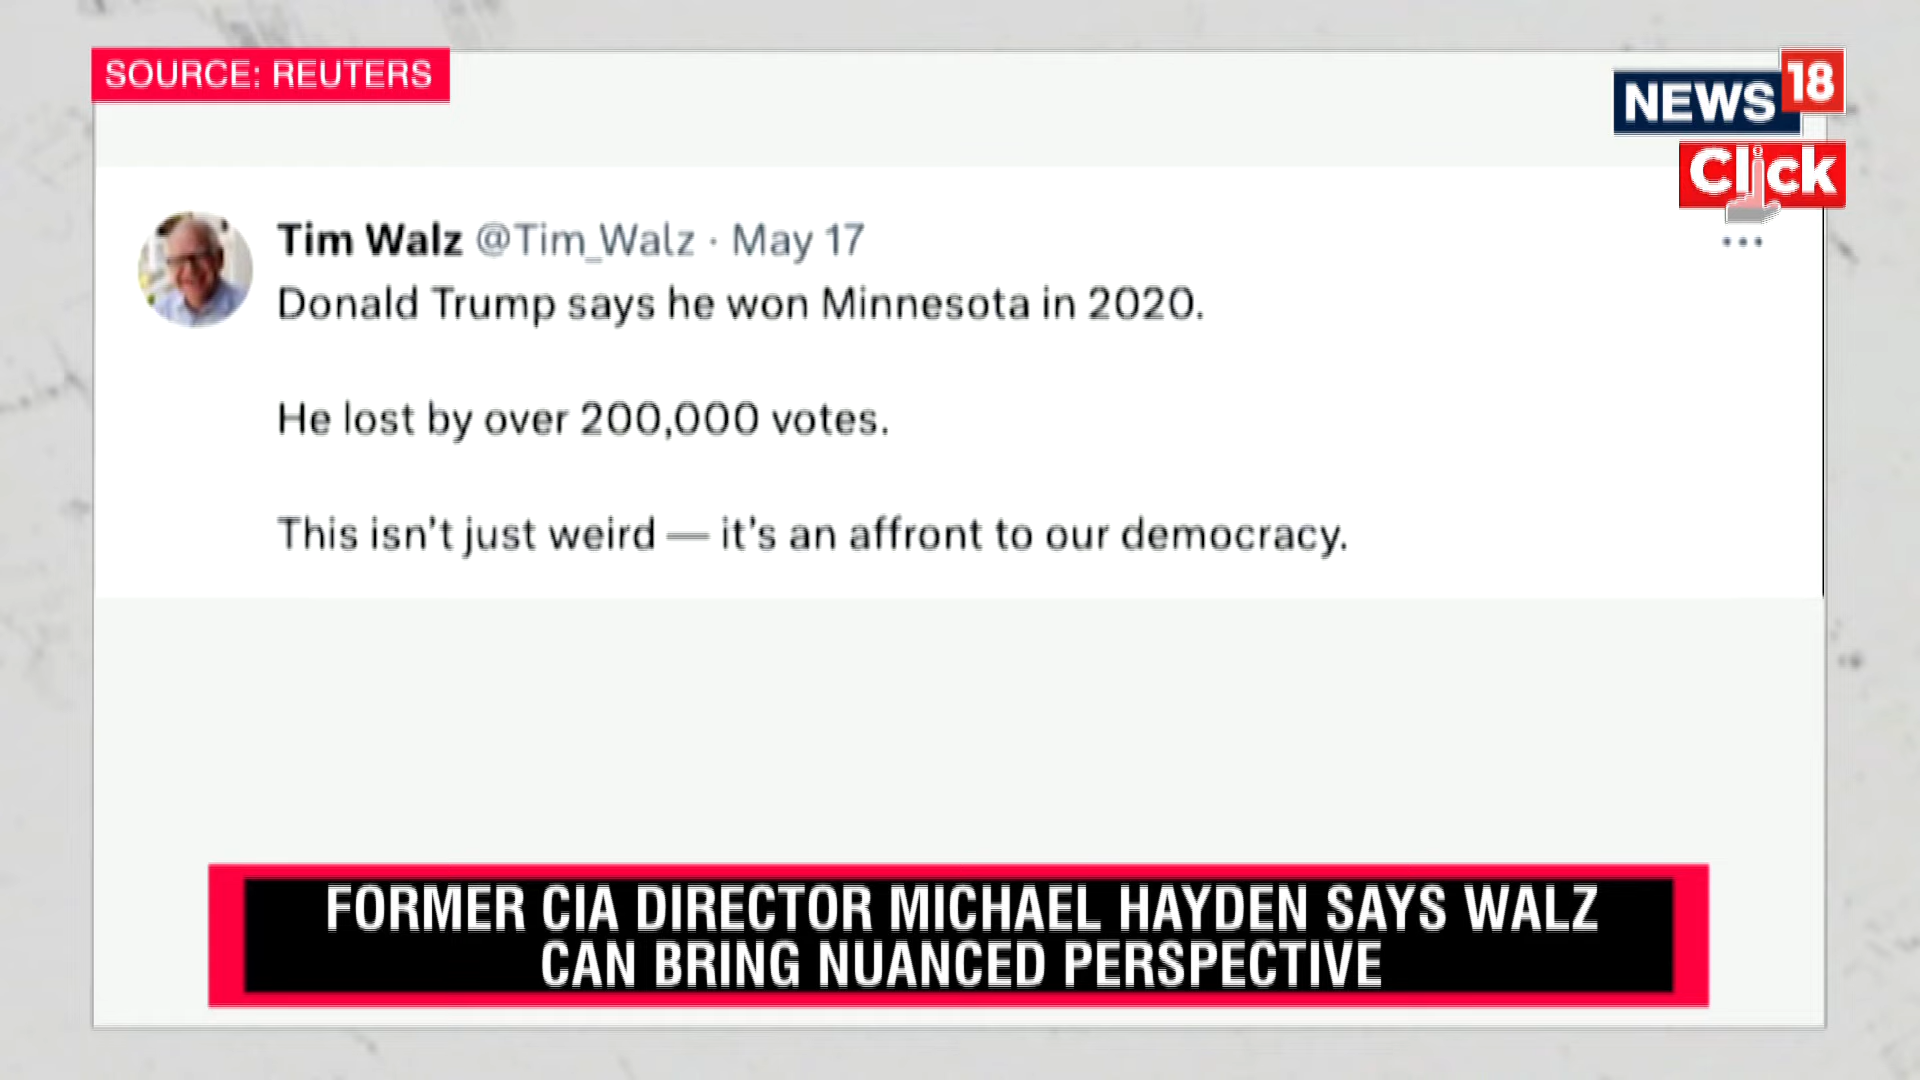 SOURCE: REUTERS
NEWS18
Click
Tim Walz @Tim_Walz · May 17
Donald Trump says he won Minnesota in 2020.
He lost by over 200,000 votes.
This isn't just weird — it's an affront to our democracy.
FORMER CIA DIRECTOR MICHAEL HAYDEN SAYS WALZ
CAN BRING NUANCED PERSPECTIVE